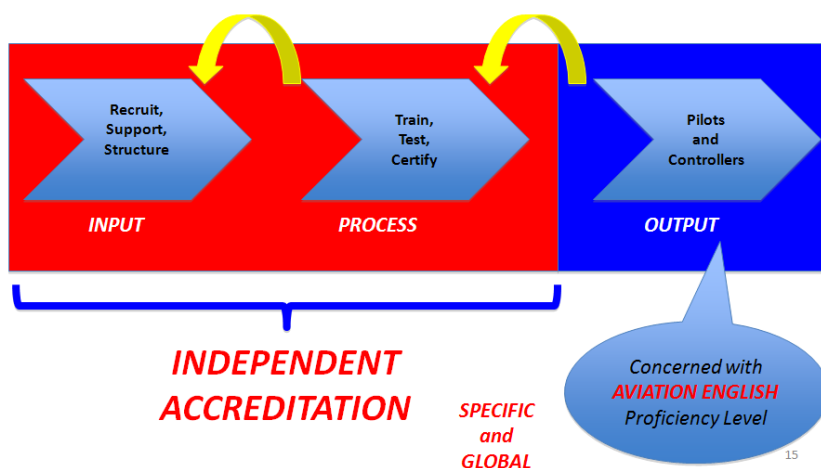 Recruit,
Support,
Structure
Train,
Test,
Certify
Pilots
and
Controllers
INPUT
PROCESS
OUTPUT
INDEPENDENT
ACCREDITATION
SPECIFIC
and
GLOBAL
Concerned with
AVIATION ENGLISH
Proficiency Level
15